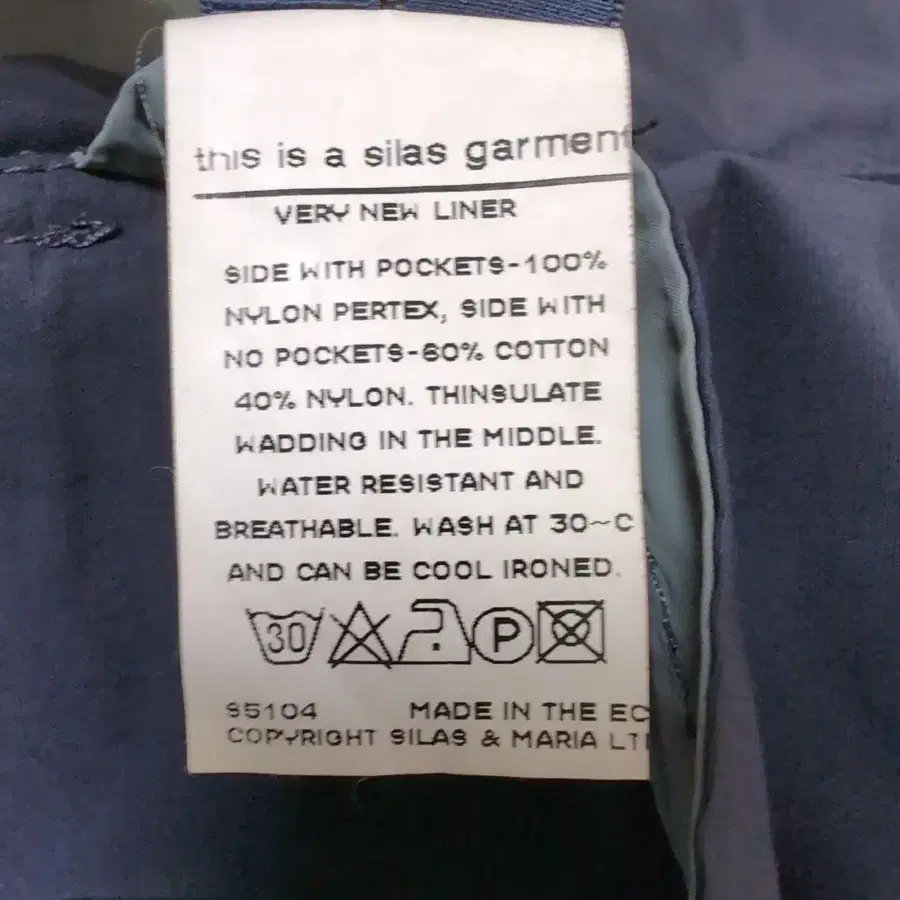 this is a silas garment
VERY NEW LINER
SIDE WITH POCKETS-100%
NYLON PERTEX, SIDE WITH
NO POCKETS-60% COTTON
40% NYLON. THINSULATE
WADDING IN THE MIDDLE.
WATER RESISTANT AND
BREATHABLE. WASH AT 30~C
AND CAN BE COOL IRONED.
30 P
S5104 MADE IN THE EC
COPYRIGHT SILAS & MARIA LT